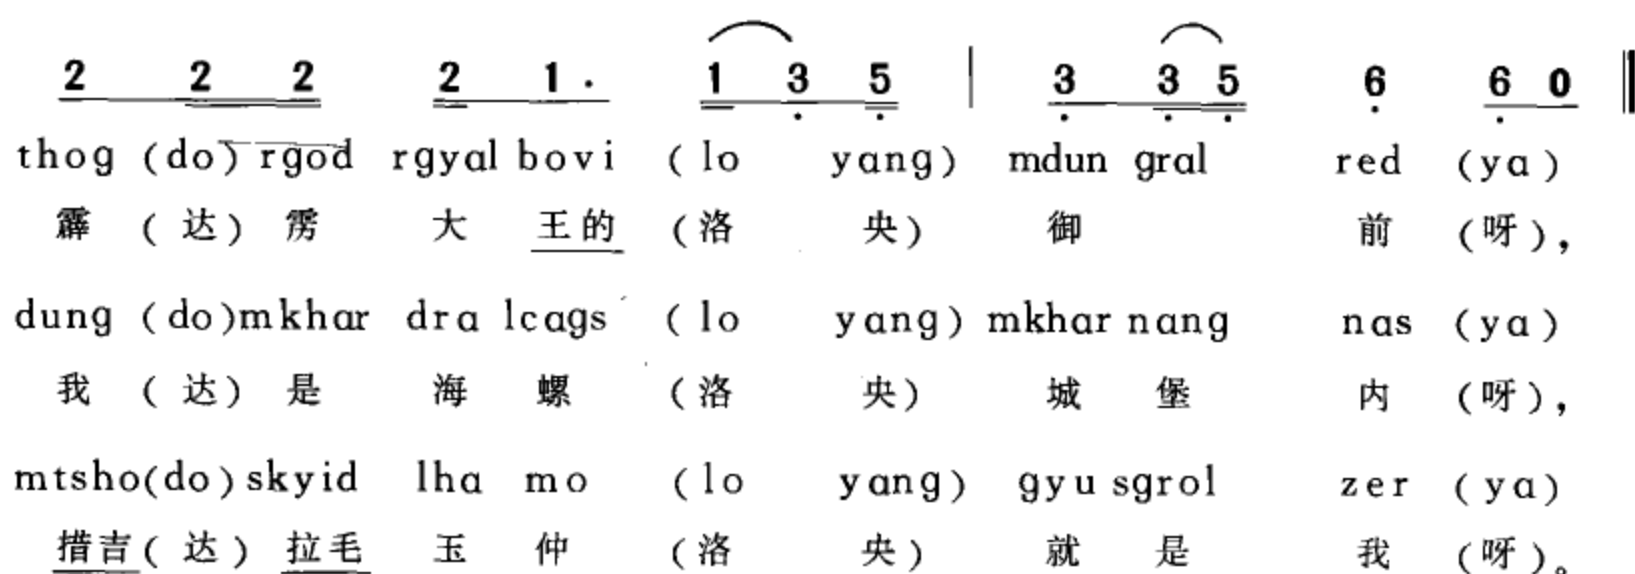 2 2 2 2 1· 1 3 5 | 3 3 5 6 6 0 ‖
thog (do) rgod rgyal bovi (lo yang) mdun gral red (ya)
霹 (达) 雳 大 王的 (洛 央) 御 前 (呀),
dung (do) mkhar dra lcags (lo yang) mkhar nang nas (ya)
我 (达) 是 海 螺 (洛 央) 城 堡 内 (呀),
mtsho (do) skyid lha mo (lo yang) gyu sgrol zer (ya)
措吉 (达) 拉毛 玉 仲 (洛 央) 就 是 我 (呀)。